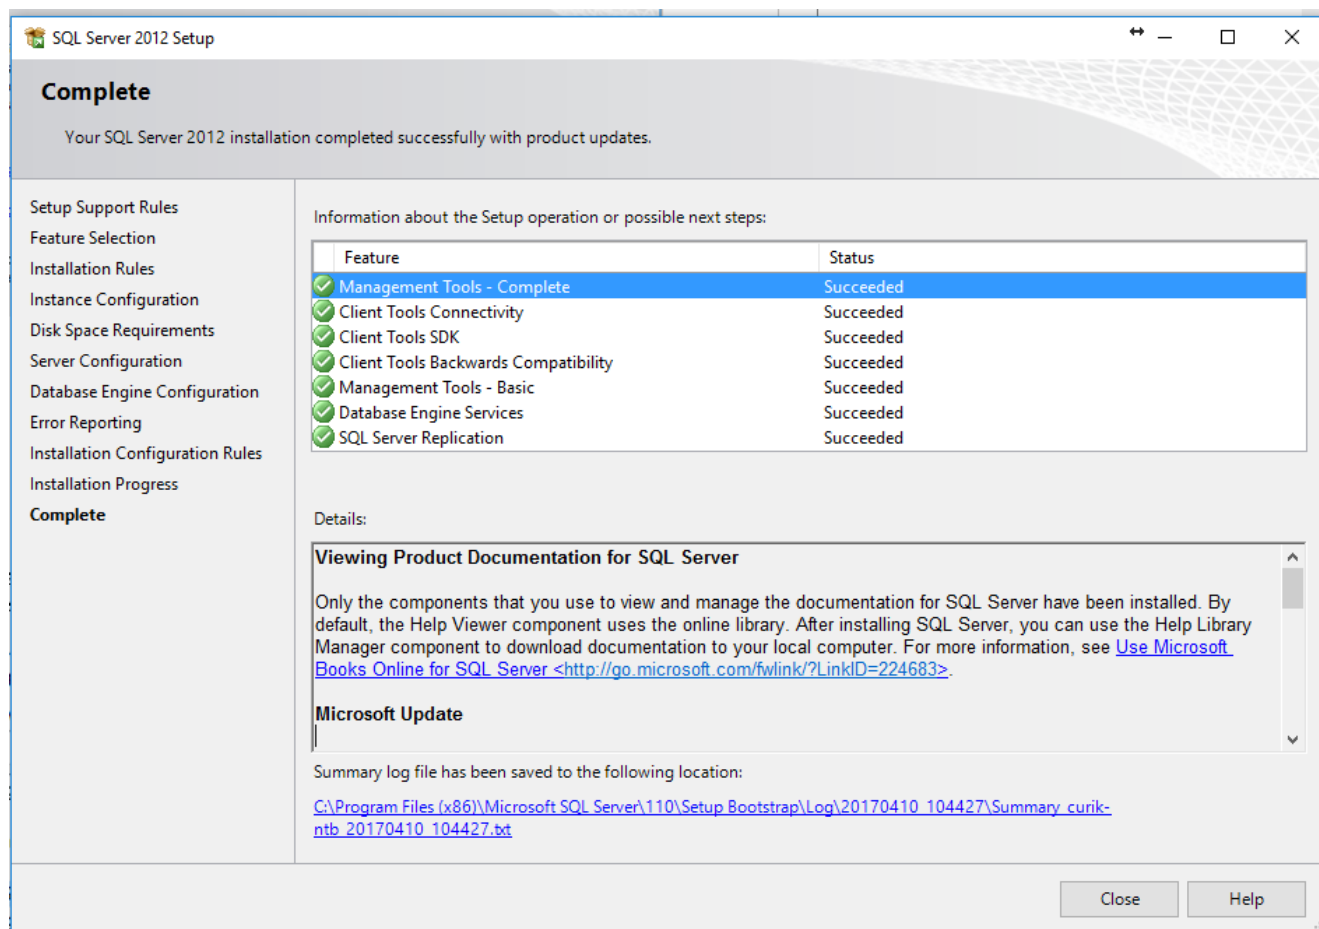 SQL Server 2012 Setup
Complete
Your SQL Server 2012 installation completed successfully with product updates.
Setup Support Rules
Feature Selection
Installation Rules
Instance Configuration
Disk Space Requirements
Server Configuration
Database Engine Configuration
Error Reporting
Installation Configuration Rules
Installation Progress
Complete
Information about the Setup operation or possible next steps:
Feature Status
Management Tools - Complete Succeeded
Client Tools Connectivity Succeeded
Client Tools SDK Succeeded
Client Tools Backwards Compatibility Succeeded
Management Tools - Basic Succeeded
Database Engine Services Succeeded
SQL Server Replication Succeeded
Details:
Viewing Product Documentation for SQL Server
Only the components that you use to view and manage the documentation for SQL Server have been installed. By
default, the Help Viewer component uses the online library. After installing SQL Server, you can use the Help Library
Manager component to download documentation to your local computer. For more information, see Use Microsoft
Books Online for SQL Server <http://go.microsoft.com/fwlink/?LinkID=224683>.
Microsoft Update
Summary log file has been saved to the following location:
C:\Program Files (x86)\Microsoft SQL Server\110\Setup Bootstrap\Log\20170410_104427\Summary_curik-
ntb_20170410_104427.txt
Close Help